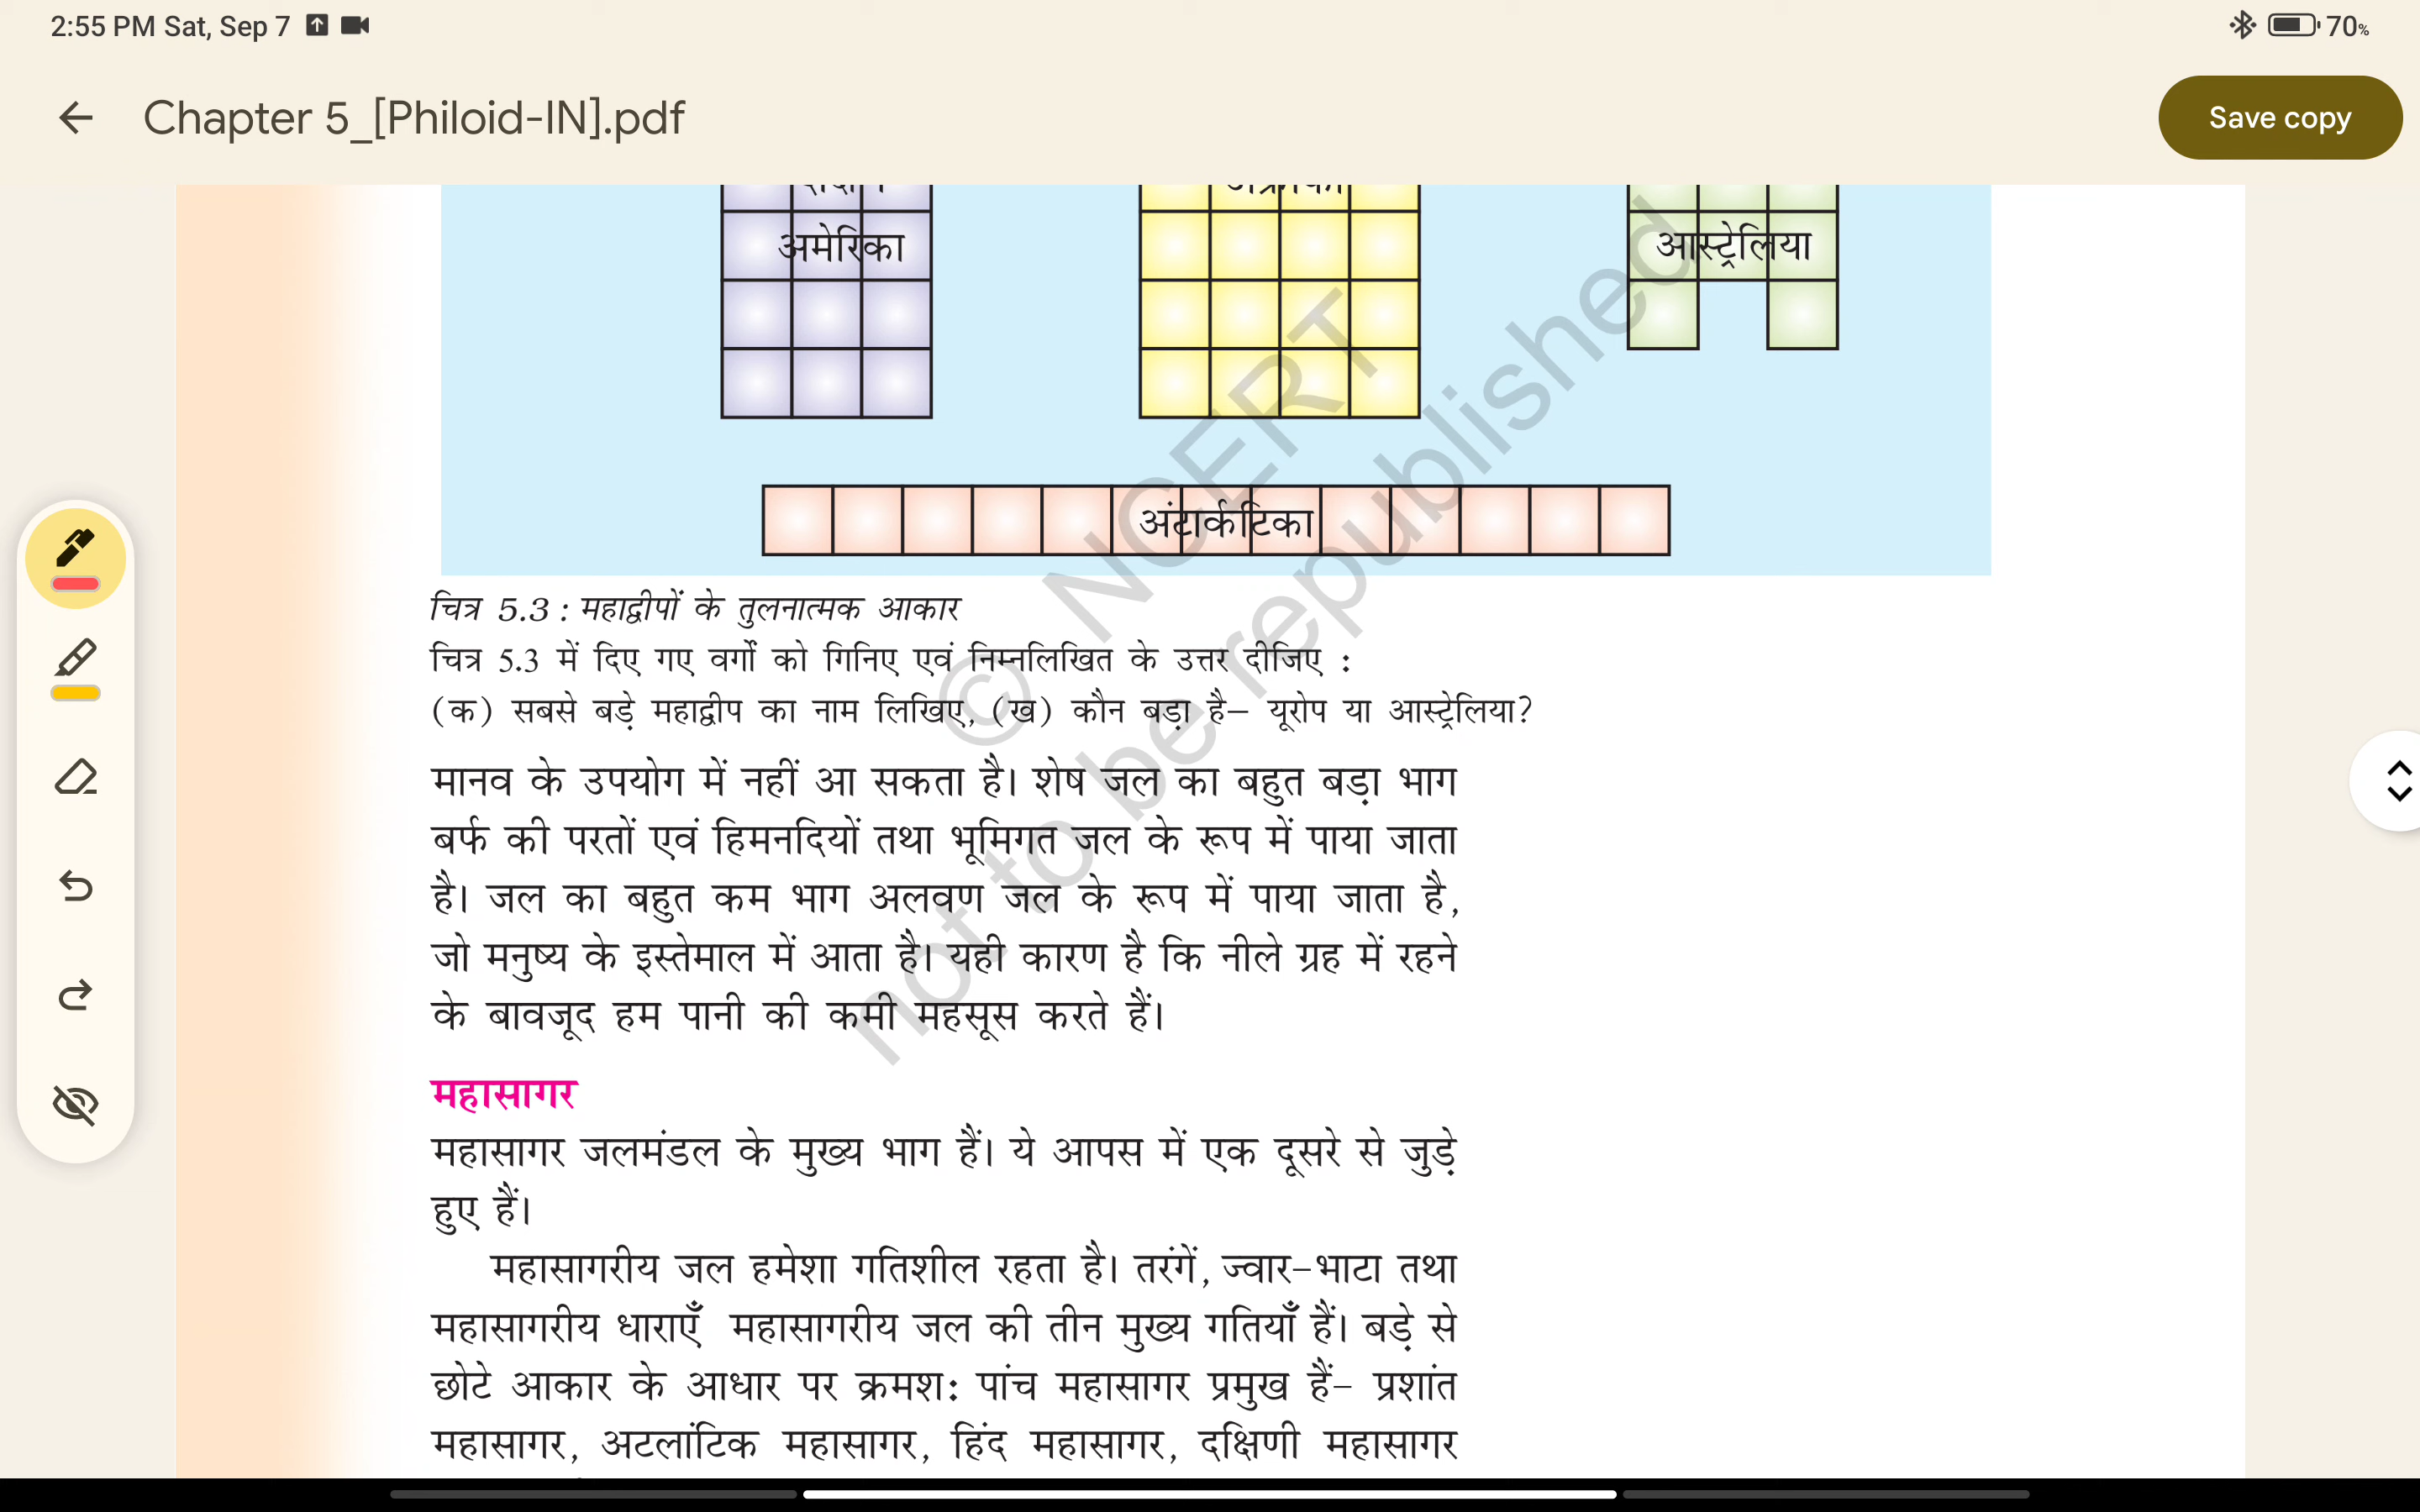 2:55 PM Sat, Sep 7
70%
Chapter 5_[Philoid-IN].pdf
Save copy
अमेरिका
आस्ट्रेलिया
अंटार्कटिका
© NCERT
not to be republished
चित्र 5.3 : महाद्वीपों के तुलनात्मक आकार
चित्र 5.3 में दिए गए वर्गों को गिनिए एवं निम्नलिखित के उत्तर दीजिए :
(क) सबसे बड़े महाद्वीप का नाम लिखिए, (ख) कौन बड़ा है– यूरोप या आस्ट्रेलिया?
मानव के उपयोग में नहीं आ सकता है। शेष जल का बहुत बड़ा भाग
बर्फ की परतों एवं हिमनदियों तथा भूमिगत जल के रूप में पाया जाता
है। जल का बहुत कम भाग अलवण जल के रूप में पाया जाता है,
जो मनुष्य के इस्तेमाल में आता है। यही कारण है कि नीले ग्रह में रहने
के बावजूद हम पानी की कमी महसूस करते हैं।
महासागर
महासागर जलमंडल के मुख्य भाग हैं। ये आपस में एक दूसरे से जुड़े
हुए हैं।
महासागरीय जल हमेशा गतिशील रहता है। तरंगें, ज्वार–भाटा तथा
महासागरीय धाराएँ महासागरीय जल की तीन मुख्य गतियाँ हैं। बड़े से
छोटे आकार के आधार पर क्रमश: पांच महासागर प्रमुख हैं– प्रशांत
महासागर, अटलांटिक महासागर, हिंद महासागर, दक्षिणी महासागर